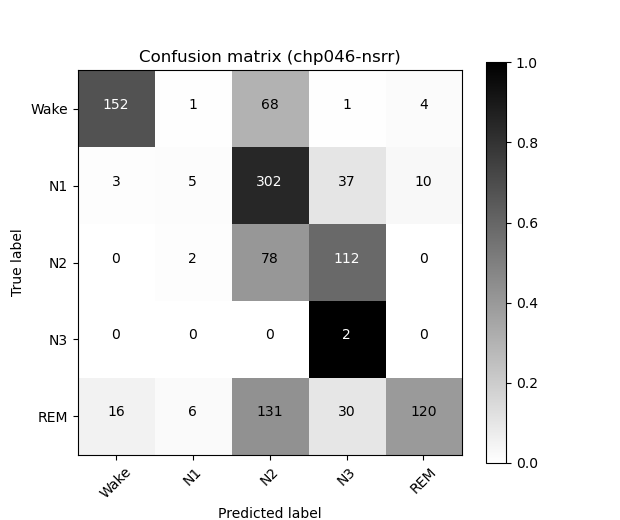 Confusion matrix (chp046-nsrr)
Wake 152 1 68 1 4
N1 3 5 302 37 10
N2 0 2 78 112 0
N3 0 0 0 2 0
REM 16 6 131 30 120
Wake N1 N2 N3 REM
Predicted label
True label
1.0
0.8
0.6
0.4
0.2
0.0